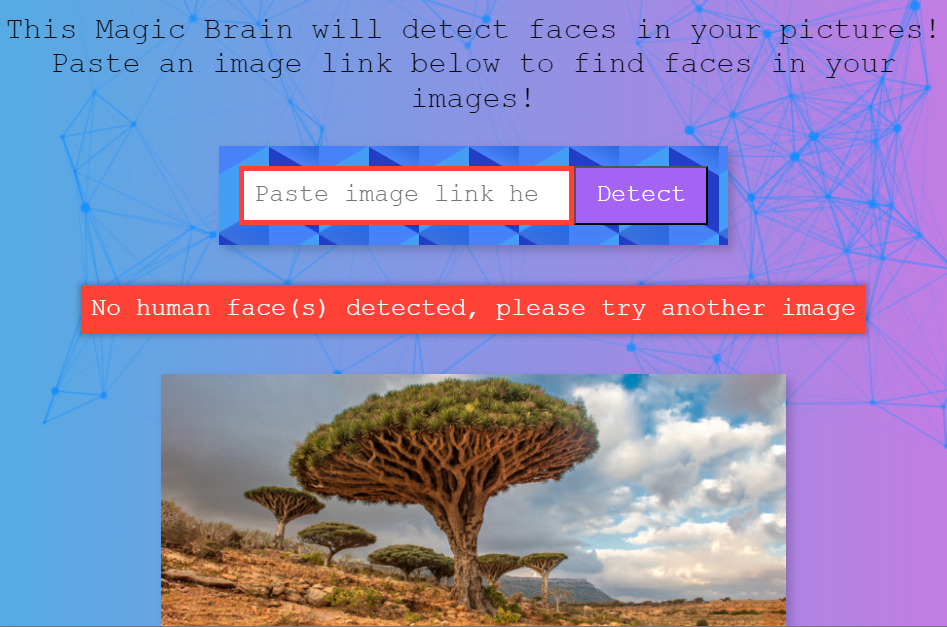 This Magic Brain will detect faces in your pictures!
Paste an image link below to find faces in your
images!
Paste image link he
Detect
No human face(s) detected, please try another image